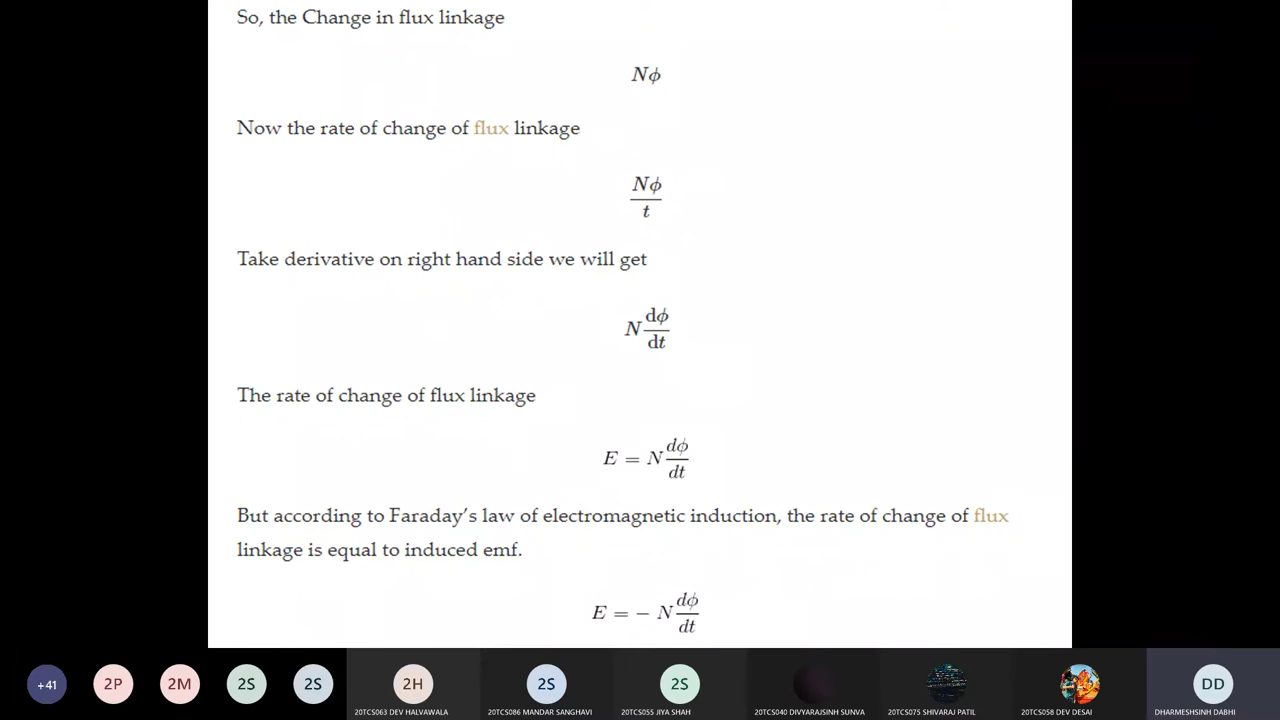 So, the Change in flux linkage
Nϕ
Now the rate of change of flux linkage
Nϕ
t
Take derivative on right hand side we will get
N dϕ
dt
The rate of change of flux linkage
E = N dϕ
dt
But according to Faraday's law of electromagnetic induction, the rate of change of flux
linkage is equal to induced emf.
E = − N dϕ
dt
+41 2P 2M 2S 2S 2H 2S 2S DD
20TCS063 DEV HALVAWALA 20TCS086 MANDAR SANGHAVI 20TCS055 JIYA SHAH 20TCS040 DIVYARAJSINH SUNVA 20TCS075 SHIVARAJ PATIL 20TCS058 DEV DESAI DHARMESHSINH DABHI